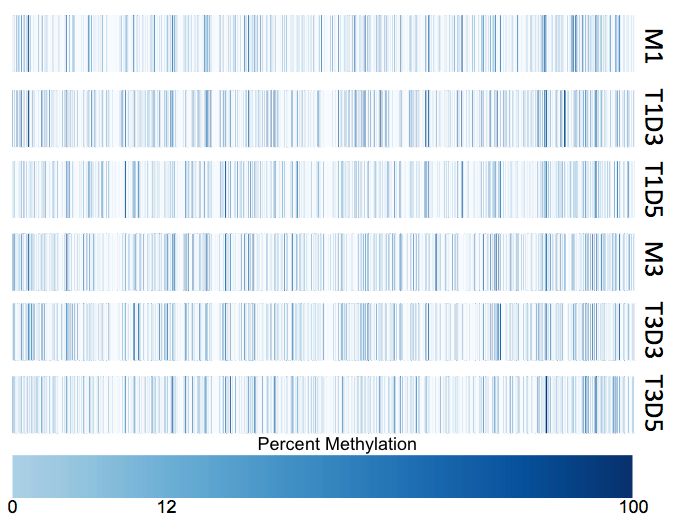 M1
T1D3
T1D5
M3
T3D3
T3D5
Percent Methylation
0 12 100